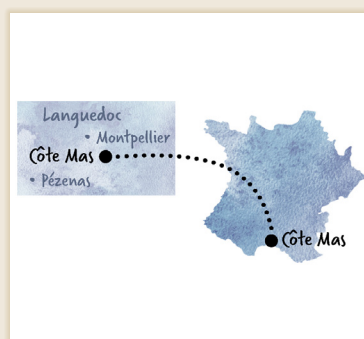 Languedoc
• Montpellier
Côte Mas
• Pézenas
Côte Mas